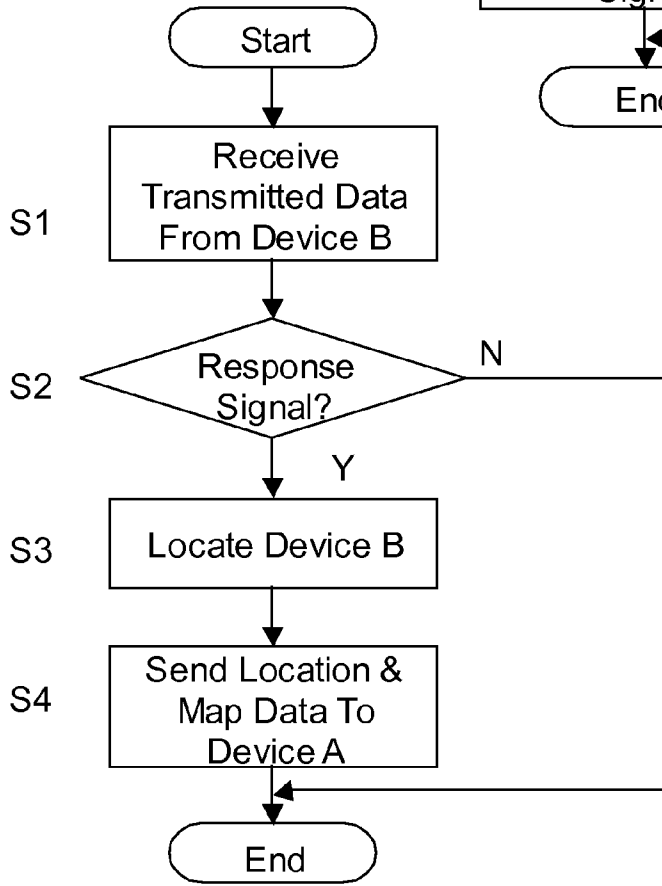 Start
Receive
Transmitted Data
From Device B
S1
Response
Signal?
S2
N
Y
Locate Device B
S3
Send Location &
Map Data To
Device A
S4
End